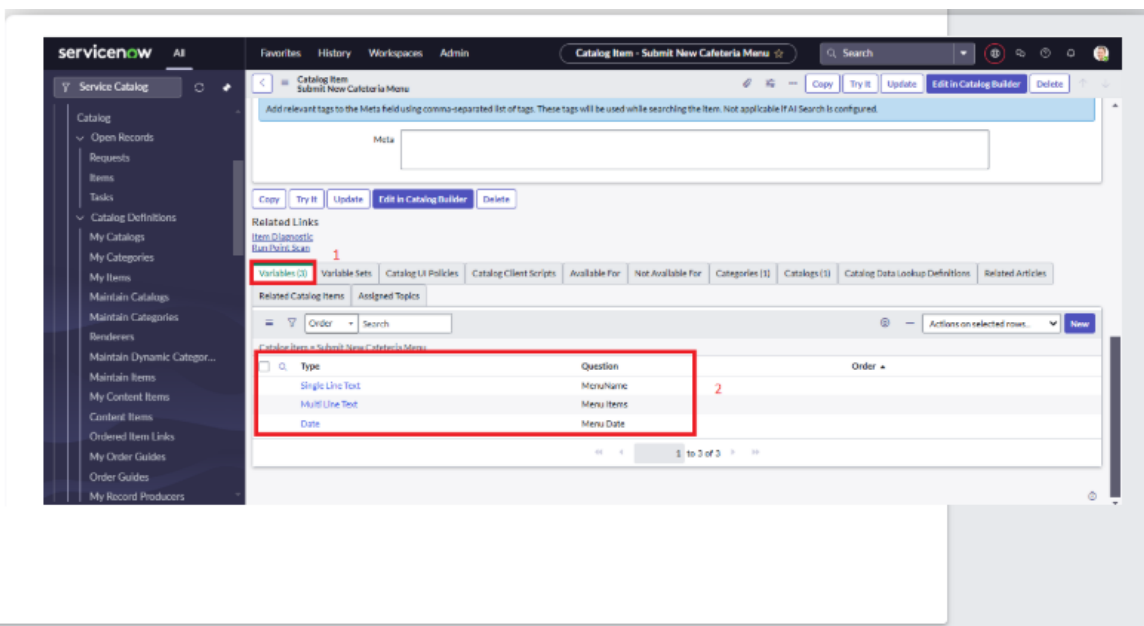 servicenow All Favorites History Workspaces Admin Catalog Item - Submit New Cafeteria Menu ☆ Search
Service Catalog
Catalog Item
Submit New Cafeteria Menu
Copy Try It Update Edit in Catalog Builder Delete
Add relevant tags to the Meta field using comma-separated list of tags. These tags will be used while searching the item. Not applicable if AI Search is configured.
Meta
Catalog
Open Records
Requests
Items
Tasks
Catalog Definitions
My Catalogs
My Categories
My Items
Maintain Catalogs
Maintain Categories
Renderers
Maintain Dynamic Categor...
Maintain Items
My Content Items
Content Items
Ordered Item Links
My Order Guides
Order Guides
My Record Producers
Copy Try It Update Edit in Catalog Builder Delete
Related Links
Item Diagnostic
Run Point Scan
1
Variables (3) Variable Sets Catalog UI Policies Catalog Client Scripts Available For Not Available For Categories (1) Catalogs (1) Catalog Data Lookup Definitions Related Articles
Related Catalog Items Assigned Topics
Order Search Actions on selected rows... New
Catalog Item = Submit New Cafeteria Menu
Type Question Order
Single Line Text MenuName
2
Multi Line Text Menu Items
Date Menu Date
1 to 3 of 3